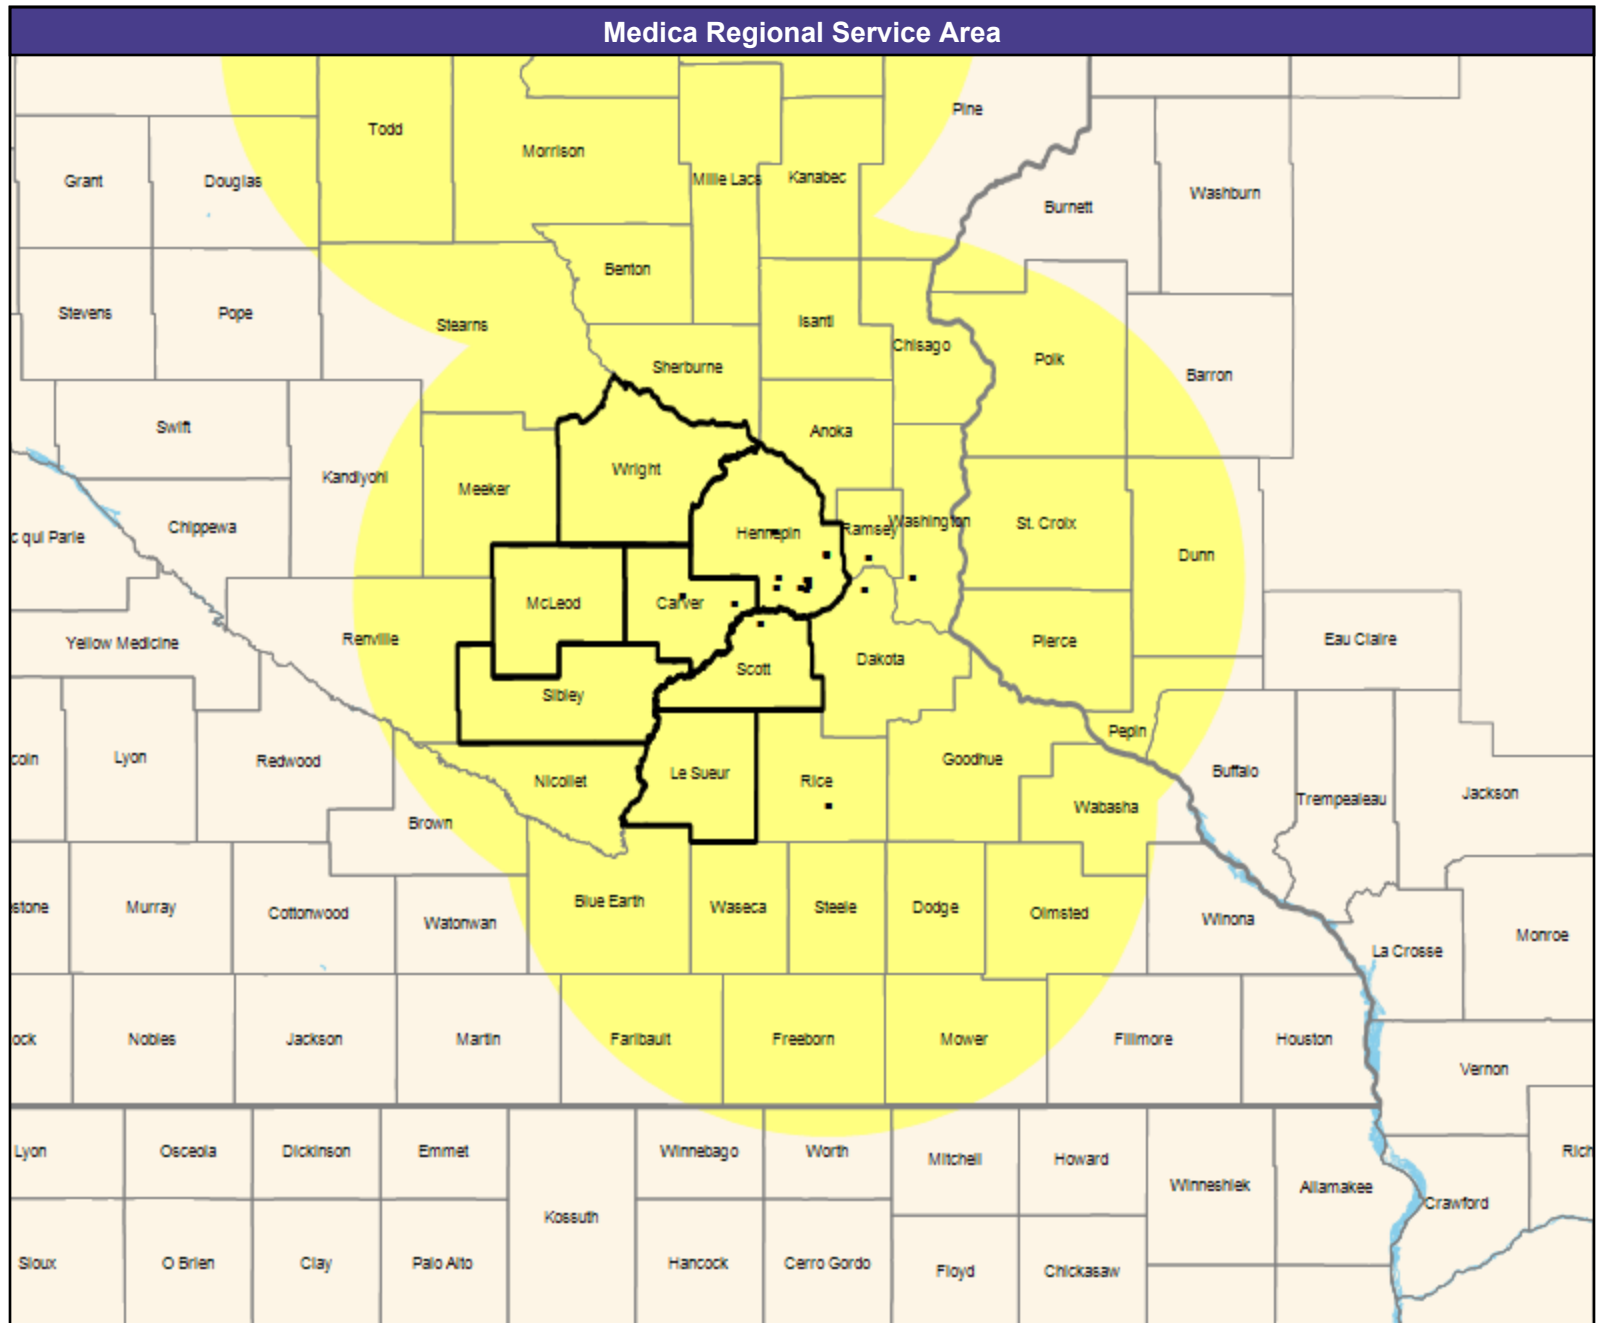 Medica Regional Service Area
Pine
Todd
Morrison
Grant
Douglas
Mille Lacs
Kanabec
Washburn
Burnett
Benton
Stevens
Pope
Stearns
Isanti
Chisago
Polk
Sherburne
Barron
Swift
Anoka
Wright
Kandiyohi
Meeker
Chippewa
Hennepin
Ramsey
Washington
St. Croix
c qui Parle
Dunn
McLeod
Carver
Yellow Medicine
Renville
Pierce
Eau Claire
Dakota
Scott
Sibley
Pepin
coln
Lyon
Redwood
Goodhue
Nicollet
Le Sueur
Rice
Buffalo
Trempealeau
Jackson
Wabasha
Brown
Blue Earth
stone
Murray
Cottonwood
Watonwan
Waseca
Steele
Dodge
Olmsted
Winona
Monroe
La Crosse
ock
Nobles
Jackson
Martin
Faribault
Freeborn
Mower
Fillmore
Houston
Vernon
Lyon
Osceola
Dickinson
Emmet
Winnebago
Worth
Mitchell
Howard
Rich
Winneshiek
Allamakee
Crawford
Kossuth
Sioux
O Brien
Clay
Palo Alto
Hancock
Cerro Gordo
Floyd
Chickasaw